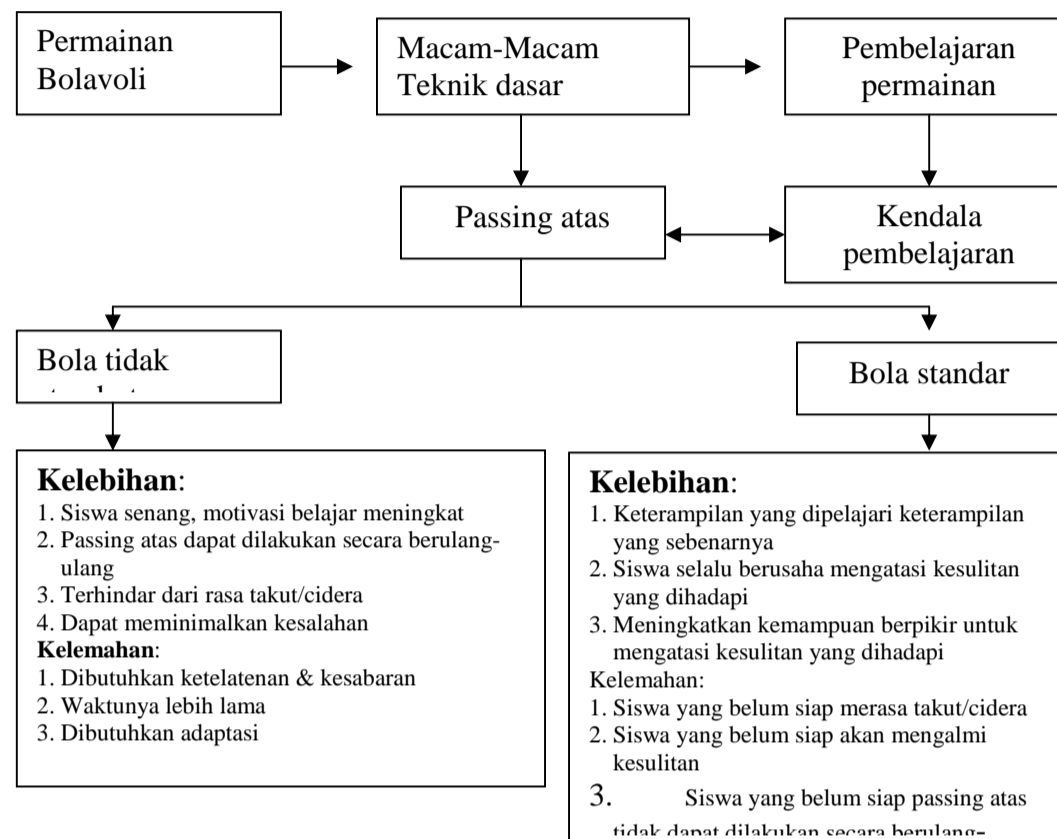 Permainan
Bolavoli
Macam-Macam
Teknik dasar
Pembelajaran
permainan
Passing atas
Kendala
pembelajaran
Bola tidak
Bola standar
Kelebihan:
1. Siswa senang, motivasi belajar meningkat
2. Passing atas dapat dilakukan secara berulang-
ulang
3. Terhindar dari rasa takut/cidera
4. Dapat meminimalkan kesalahan
Kelemahan:
1. Dibutuhkan ketelatenan & kesabaran
2. Waktunya lebih lama
3. Dibutuhkan adaptasi
Kelebihan:
1. Keterampilan yang dipelajari keterampilan
yang sebenarnya
2. Siswa selalu berusaha mengatasi kesulitan
yang dihadapi
3. Meningkatkan kemampuan berpikir untuk
mengatasi kesulitan yang dihadapi
Kelemahan:
1. Siswa yang belum siap merasa takut/cidera
2. Siswa yang belum siap akan mengalmi
kesulitan
3. Siswa yang belum siap passing atas
tidak dapat dilakukan secara berulang-